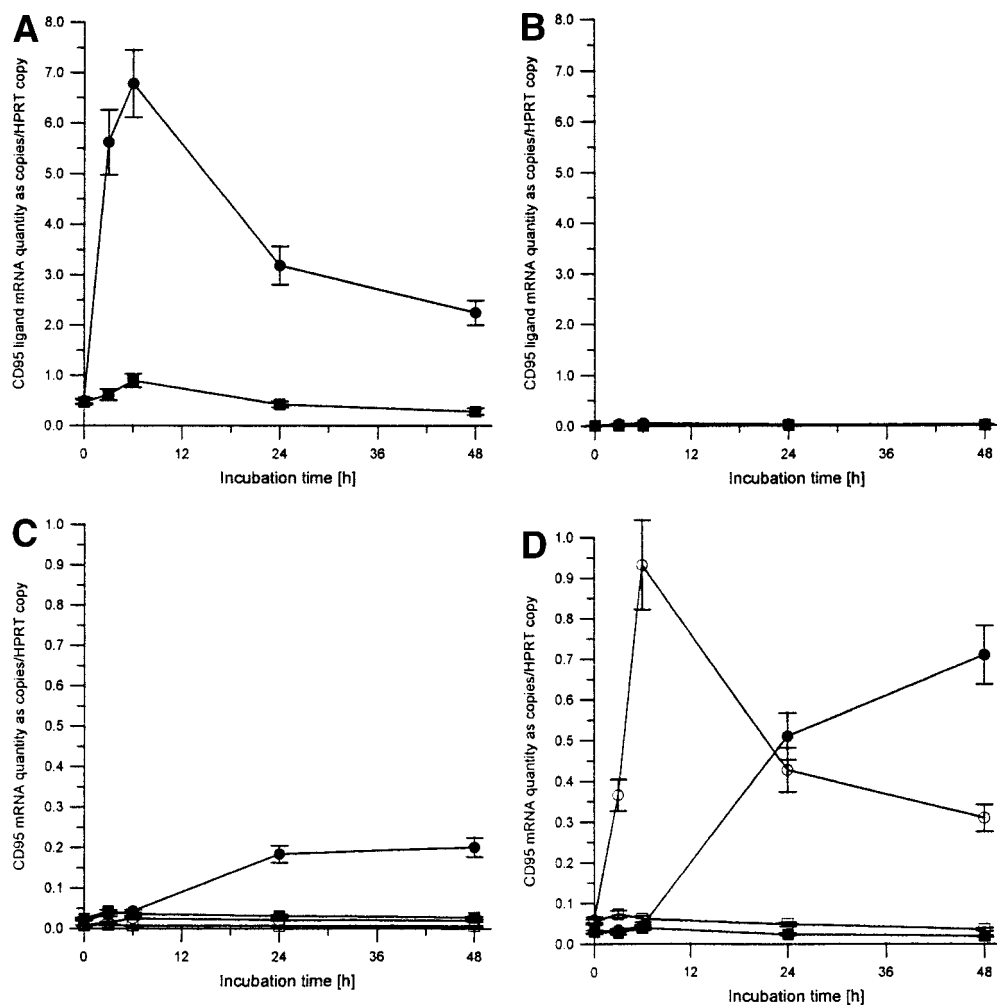 A
CD95 ligand mRNA quantity as copies/HPRT copy
8.0
7.0
6.0
5.0
4.0
3.0
2.0
1.0
0.0
0 12 24 36 48
Incubation time [h]
B
CD95 ligand mRNA quantity as copies/HPRT copy
8.0
7.0
6.0
5.0
4.0
3.0
2.0
1.0
0.0
0 12 24 36 48
Incubation time [h]
C
CD95 mRNA quantity as copies/HPRT copy
1.0
0.9
0.8
0.7
0.6
0.5
0.4
0.3
0.2
0.1
0.0
0 12 24 36 48
Incubation time [h]
D
CD95 mRNA quantity as copies/HPRT copy
1.0
0.9
0.8
0.7
0.6
0.5
0.4
0.3
0.2
0.1
0.0
0 12 24 36 48
Incubation time [h]